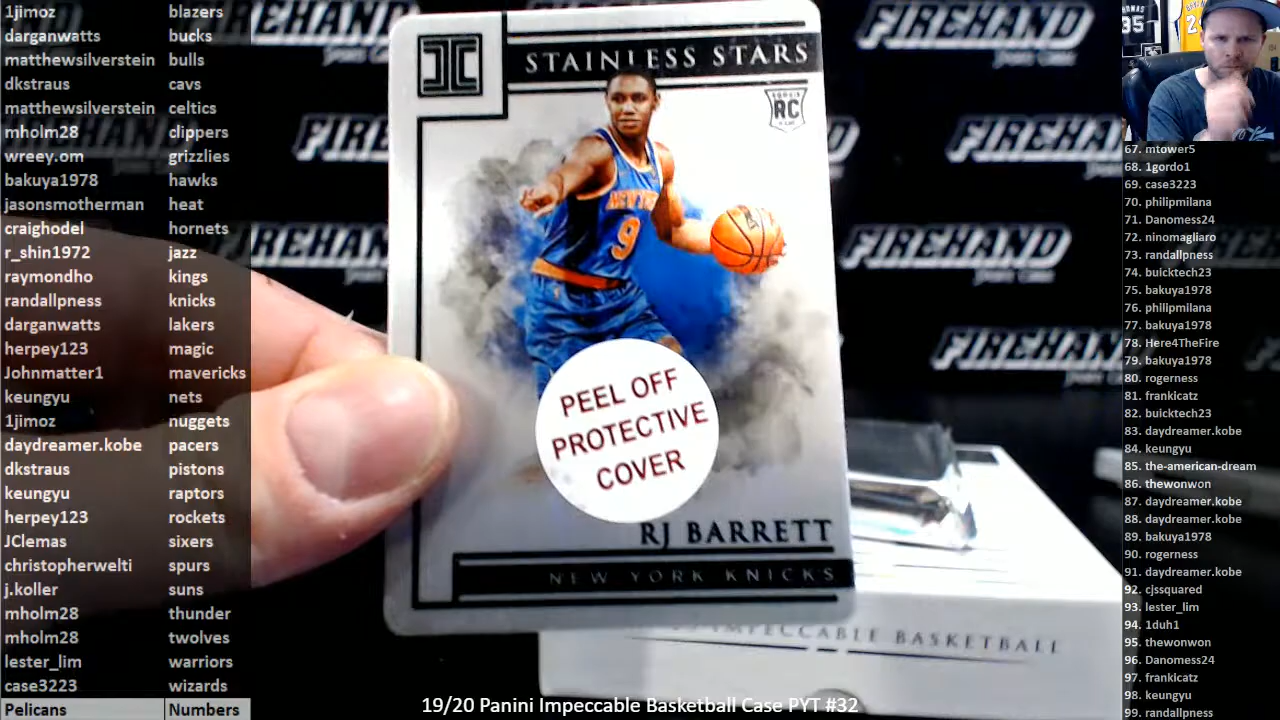 1jimoz blazers
darganwatts bucks
matthewsilverstein bulls
dkstraus cavs
matthewsilverstein celtics
mholm28 clippers
wreey.om grizzlies
bakuya1978 hawks
jasonsmotherman heat
craighodel hornets
r_shin1972 jazz
raymondho kings
randallpness knicks
darganwatts lakers
herpey123 magic
Johnmatter1 mavericks
keungyu nets
1jimoz nuggets
daydreamer.kobe pacers
dkstraus pistons
keungyu raptors
herpey123 rockets
JClemas sixers
christopherwelti spurs
j.koller suns
mholm28 thunder
mholm28 twolves
lester_lim warriors
case3223 wizards
Pelicans Numbers
STAINLESS STARS
RC
NEW YORK
9
PEEL OFF
PROTECTIVE
COVER
RJ BARRETT
NEW YORK KNICKS
IMPECCABLE BASKETBALL
19/20 Panini Impeccable Basketball Case PYT #32
FIREHAND
FIREHAND
FIREHAND
FIREHAND
35
67. mtower5
68. 1gordo1
69. case3223
70. philipmilana
71. Danomess24
72. ninomagliaro
73. randallpness
74. buicktech23
75. bakuya1978
76. philipmilana
77. bakuya1978
78. Here4TheFire
79. bakuya1978
80. rogerness
81. frankicatz
82. buicktech23
83. daydreamer.kobe
84. keungyu
85. the-american-dream
86. thewonwon
87. daydreamer.kobe
88. daydreamer.kobe
89. bakuya1978
90. rogerness
91. daydreamer.kobe
92. cjssquared
93. lester_lim
94. 1duh1
95. thewonwon
96. Danomess24
97. frankicatz
98. keungyu
99. randallpness